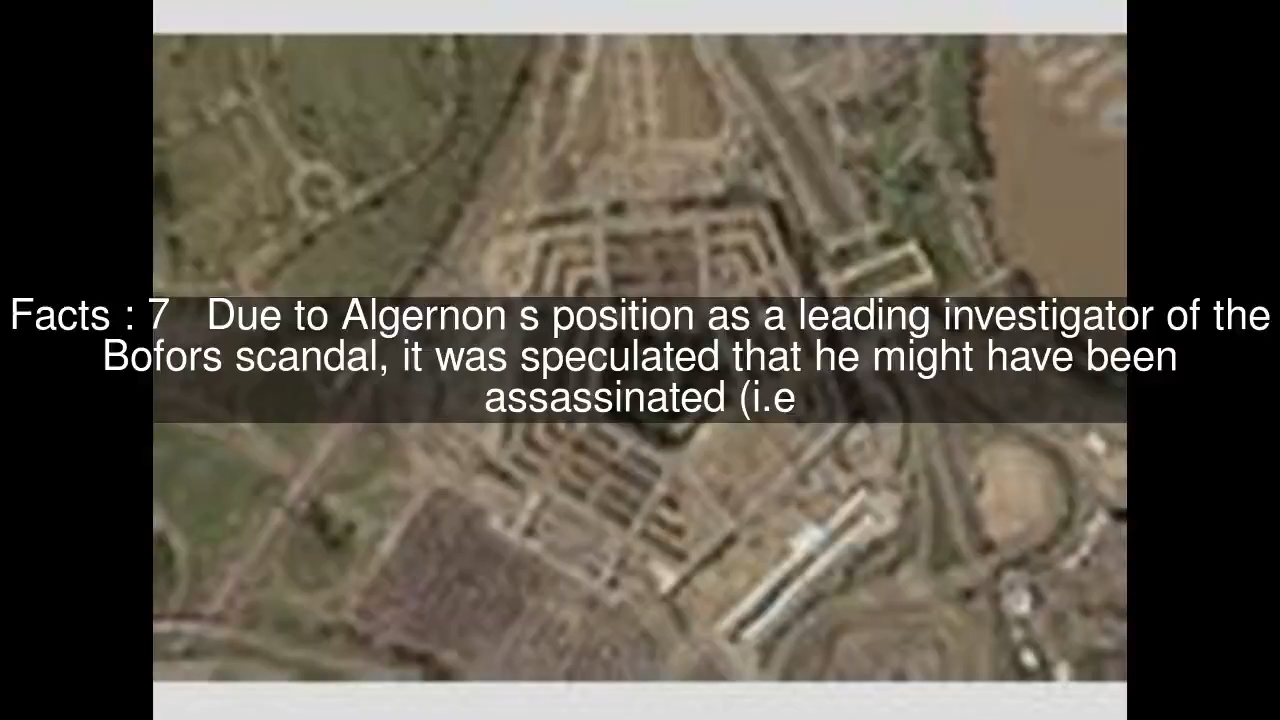 Facts : 7 Due to Algernon s position as a leading investigator of the
Bofors scandal, it was speculated that he might have been
assassinated (i.e